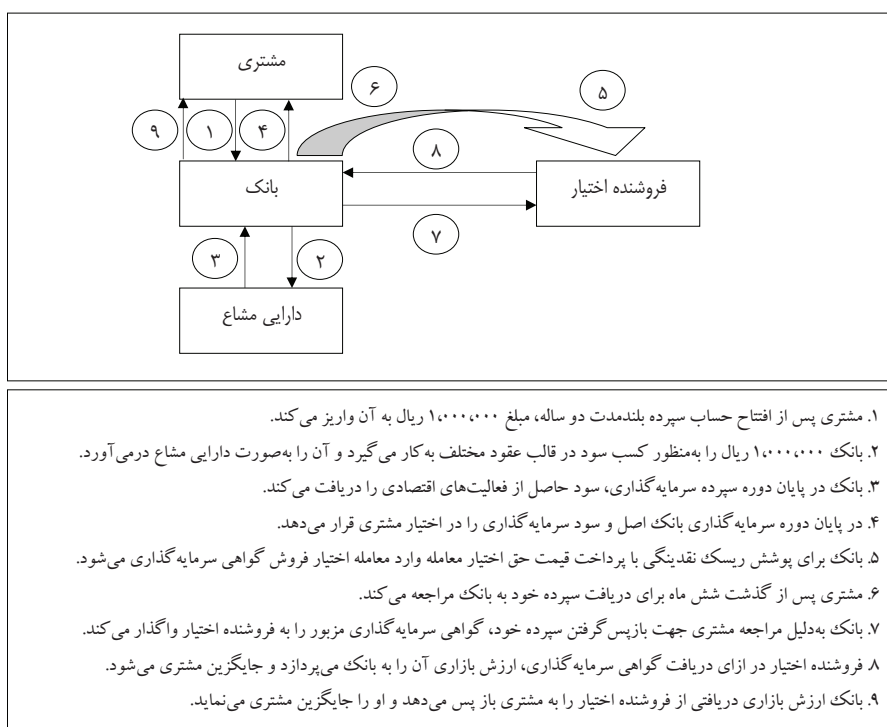 مشتری
۶
۵
۹
۱
۴
۸
بانک
فروشنده اختیار
۷
۳
۲
دارایی مشاع
۱. مشتری پس از افتتاح حساب سپرده بلندمدت دو ساله، مبلغ ۱،۰۰۰،۰۰۰ ریال به آن واریز می‌کند.
۲. بانک ۱،۰۰۰،۰۰۰ ریال را به‌منظور کسب سود در قالب عقود مختلف به‌کار می‌گیرد و آن را به‌صورت دارایی مشاع درمی‌آورد.
۳. بانک در پایان دوره سپرده سرمایه‌گذاری، سود حاصل از فعالیت‌های اقتصادی را دریافت می‌کند.
۴. در پایان دوره سرمایه‌گذاری بانک اصل و سود سرمایه‌گذاری را در اختیار مشتری قرار می‌دهد.
۵. بانک برای پوشش ریسک نقدینگی با پرداخت قیمت حق اختیار معامله وارد معامله اختیار فروش گواهی سرمایه‌گذاری می‌شود.
۶. مشتری پس از گذشت شش ماه برای دریافت سپرده خود به بانک مراجعه می‌کند.
۷. بانک به‌دلیل مراجعه مشتری جهت بازپس‌گرفتن سپرده خود، گواهی سرمایه‌گذاری مزبور را به فروشنده اختیار واگذار می‌کند.
۸. فروشنده اختیار در ازای دریافت گواهی سرمایه‌گذاری، ارزش بازاری آن را به بانک می‌پردازد و جایگزین مشتری می‌شود.
۹. بانک ارزش بازاری دریافتی از فروشنده اختیار را به مشتری باز پس می‌دهد و او را جایگزین مشتری می‌نماید.